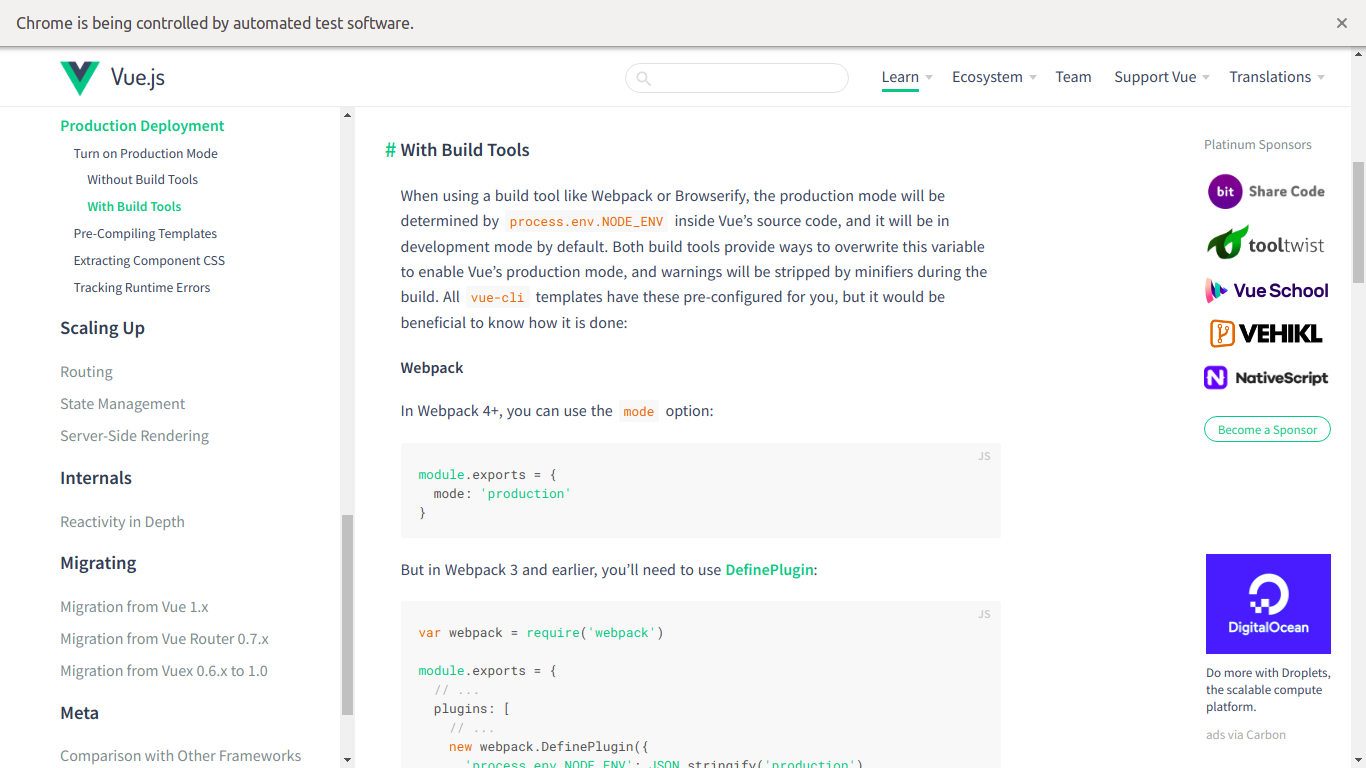 Chrome is being controlled by automated test software.
Vue.js
Learn
Ecosystem
Team
Support Vue
Translations
Production Deployment
Turn on Production Mode
Without Build Tools
With Build Tools
Pre-Compiling Templates
Extracting Component CSS
Tracking Runtime Errors
Scaling Up
Routing
State Management
Server-Side Rendering
Internals
Reactivity in Depth
Migrating
Migration from Vue 1.x
Migration from Vue Router 0.7.x
Migration from Vuex 0.6.x to 1.0
Meta
Comparison with Other Frameworks
# With Build Tools
When using a build tool like Webpack or Browserify, the production mode will be
determined by process.env.NODE_ENV inside Vue’s source code, and it will be in
development mode by default. Both build tools provide ways to overwrite this variable
to enable Vue’s production mode, and warnings will be stripped by minifiers during the
build. All vue-cli templates have these pre-configured for you, but it would be
beneficial to know how it is done:
Webpack
In Webpack 4+, you can use the mode option:
JS
module.exports = {
mode: 'production'
}
But in Webpack 3 and earlier, you’ll need to use DefinePlugin:
JS
var webpack = require('webpack')
module.exports = {
// ...
plugins: [
// ...
new webpack.DefinePlugin({
'process.env.NODE_ENV': JSON.stringify('production')
Platinum Sponsors
bit Share Code
tooltwist
Vue School
VEHIKL
NativeScript
Become a Sponsor
DigitalOcean
Do more with Droplets,
the scalable compute
platform.
ads via Carbon